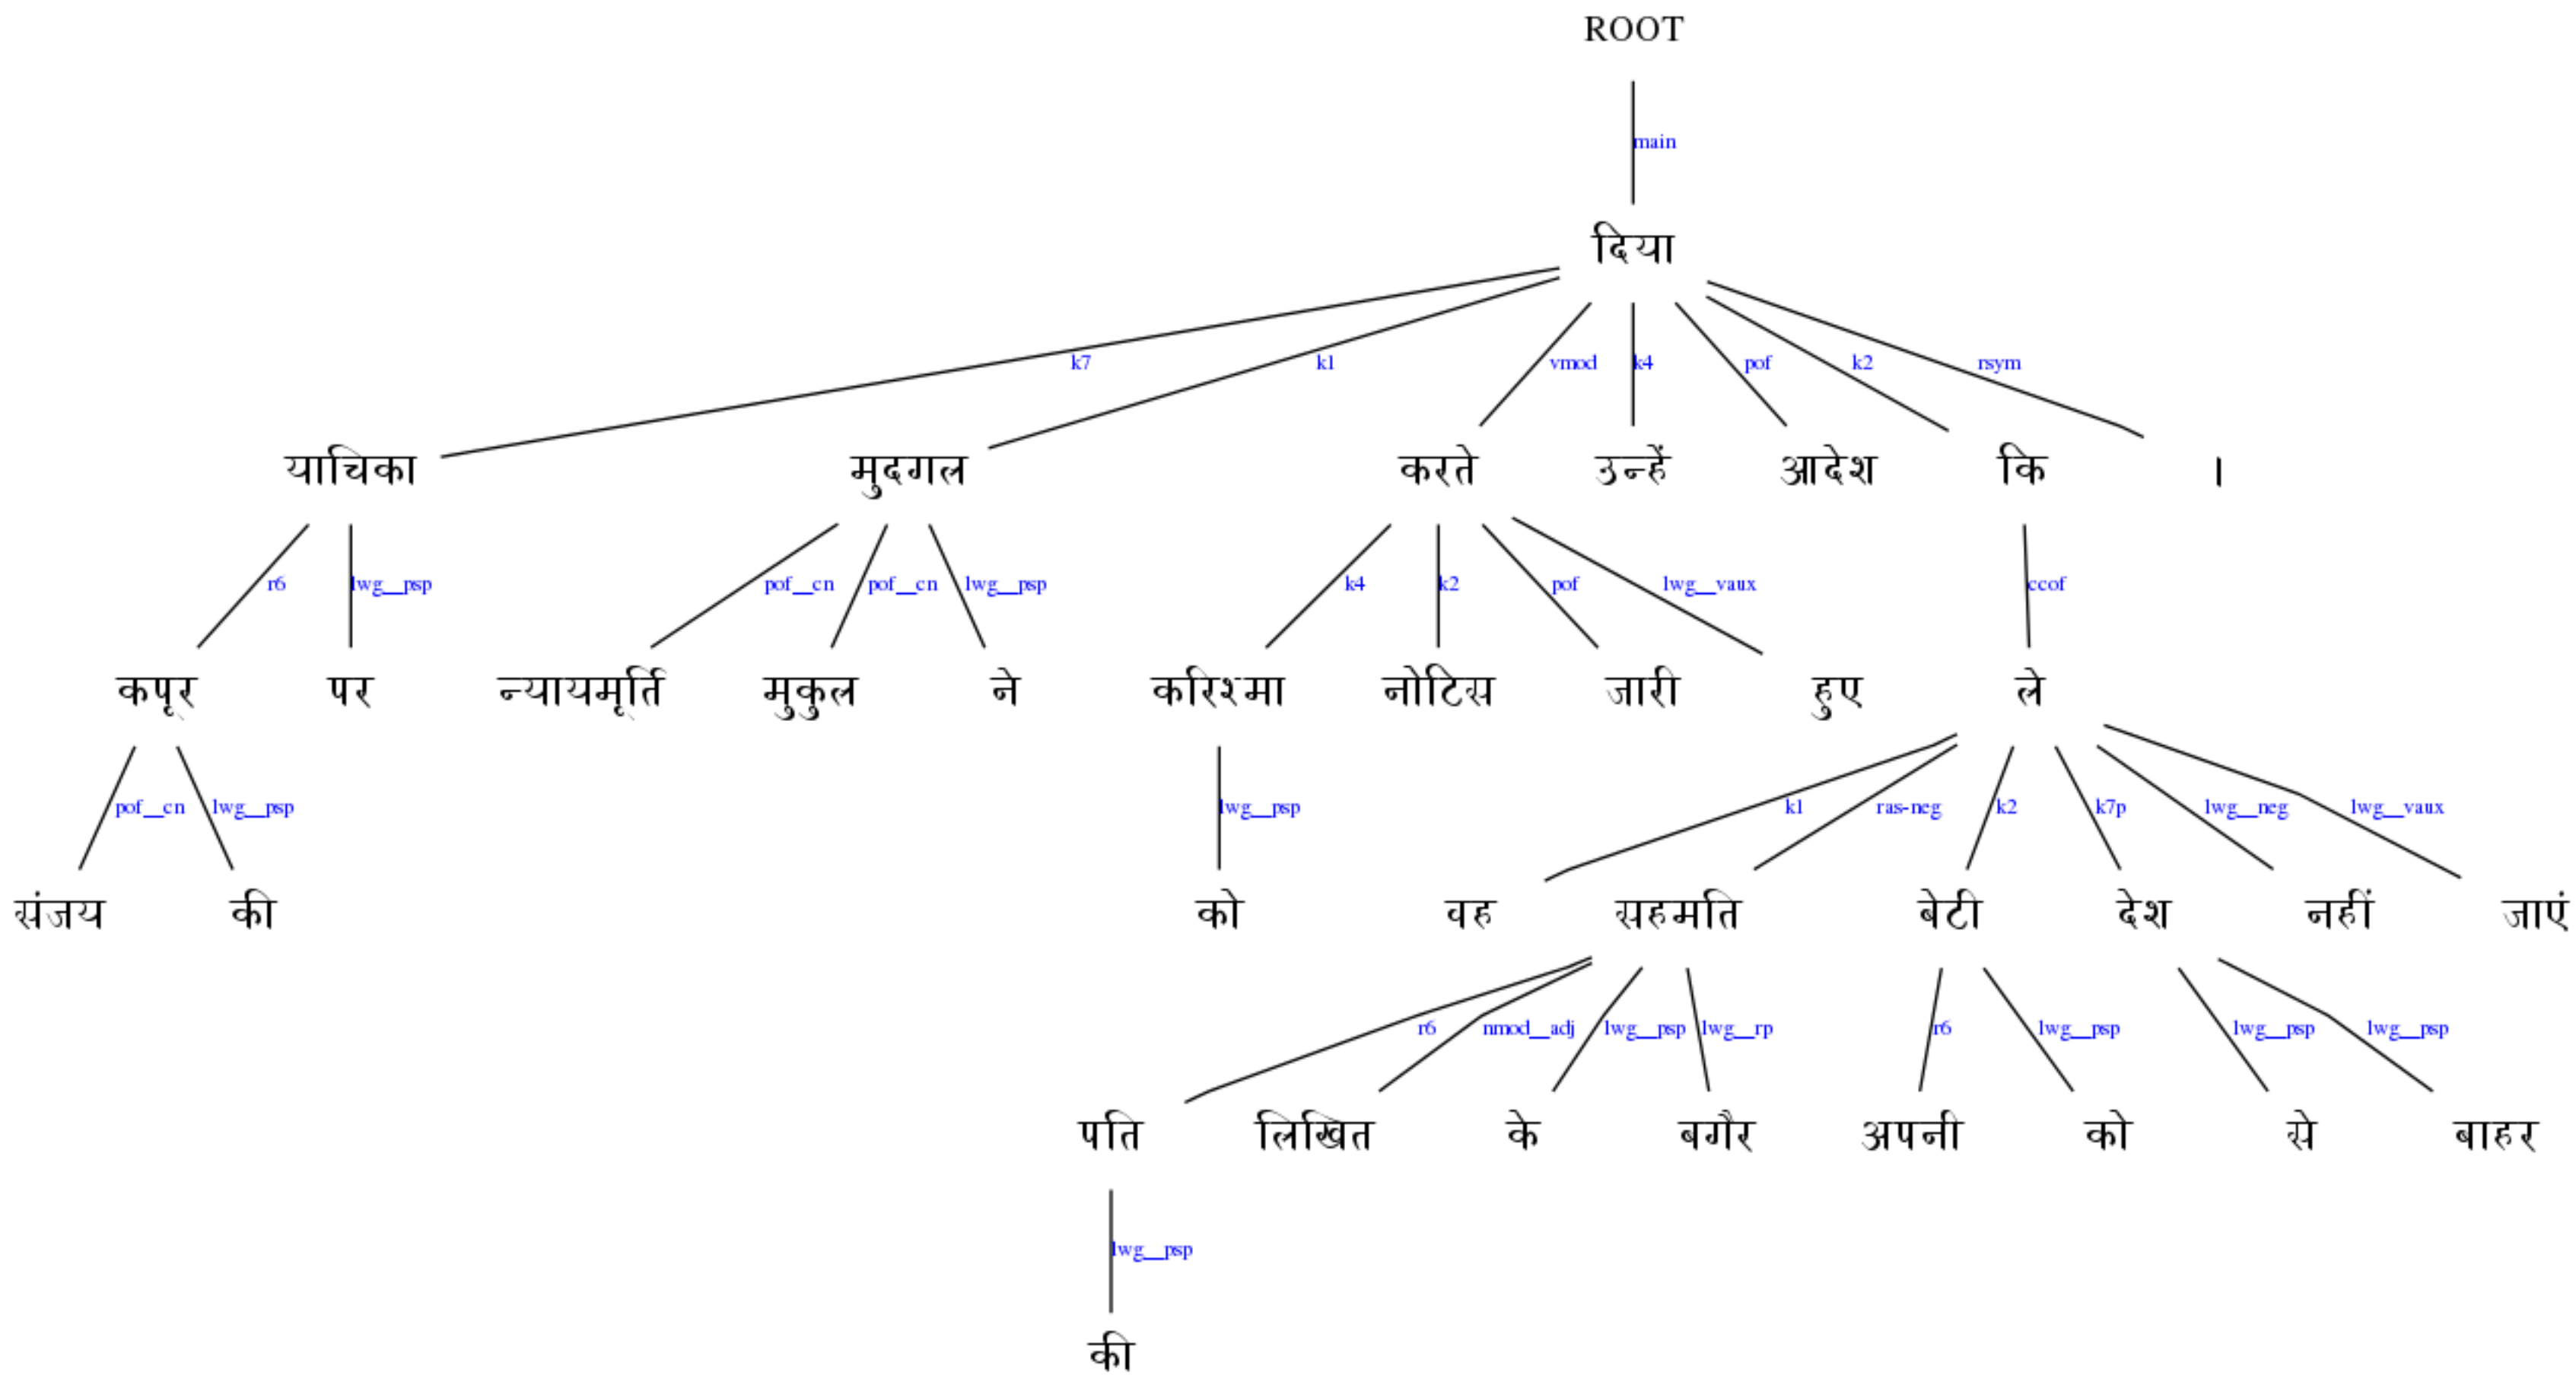 ROOT
main
दिया
k7 k1 vmod k4 pof k2 rsym
याचिका मुदगल करते उन्हें आदेश कि ।
r6 lwg__psp pof__cn pof__cn lwg__psp k4 k2 pof lwg__vaux ccof
कपूर पर न्यायमूर्ति मुकुल ने करिश्मा नोटिस जारी हुए ले
pof__cn lwg__psp lwg__psp k1 ras-neg k2 k7p lwg__neg lwg__vaux
संजय की को वह सहमति बेटी देश नहीं जाएं
r6 nmod__adj lwg__psp lwg__rp r6 lwg__psp lwg__psp lwg__psp
पति लिखित के बगैर अपनी को से बाहर
lwg__psp
की